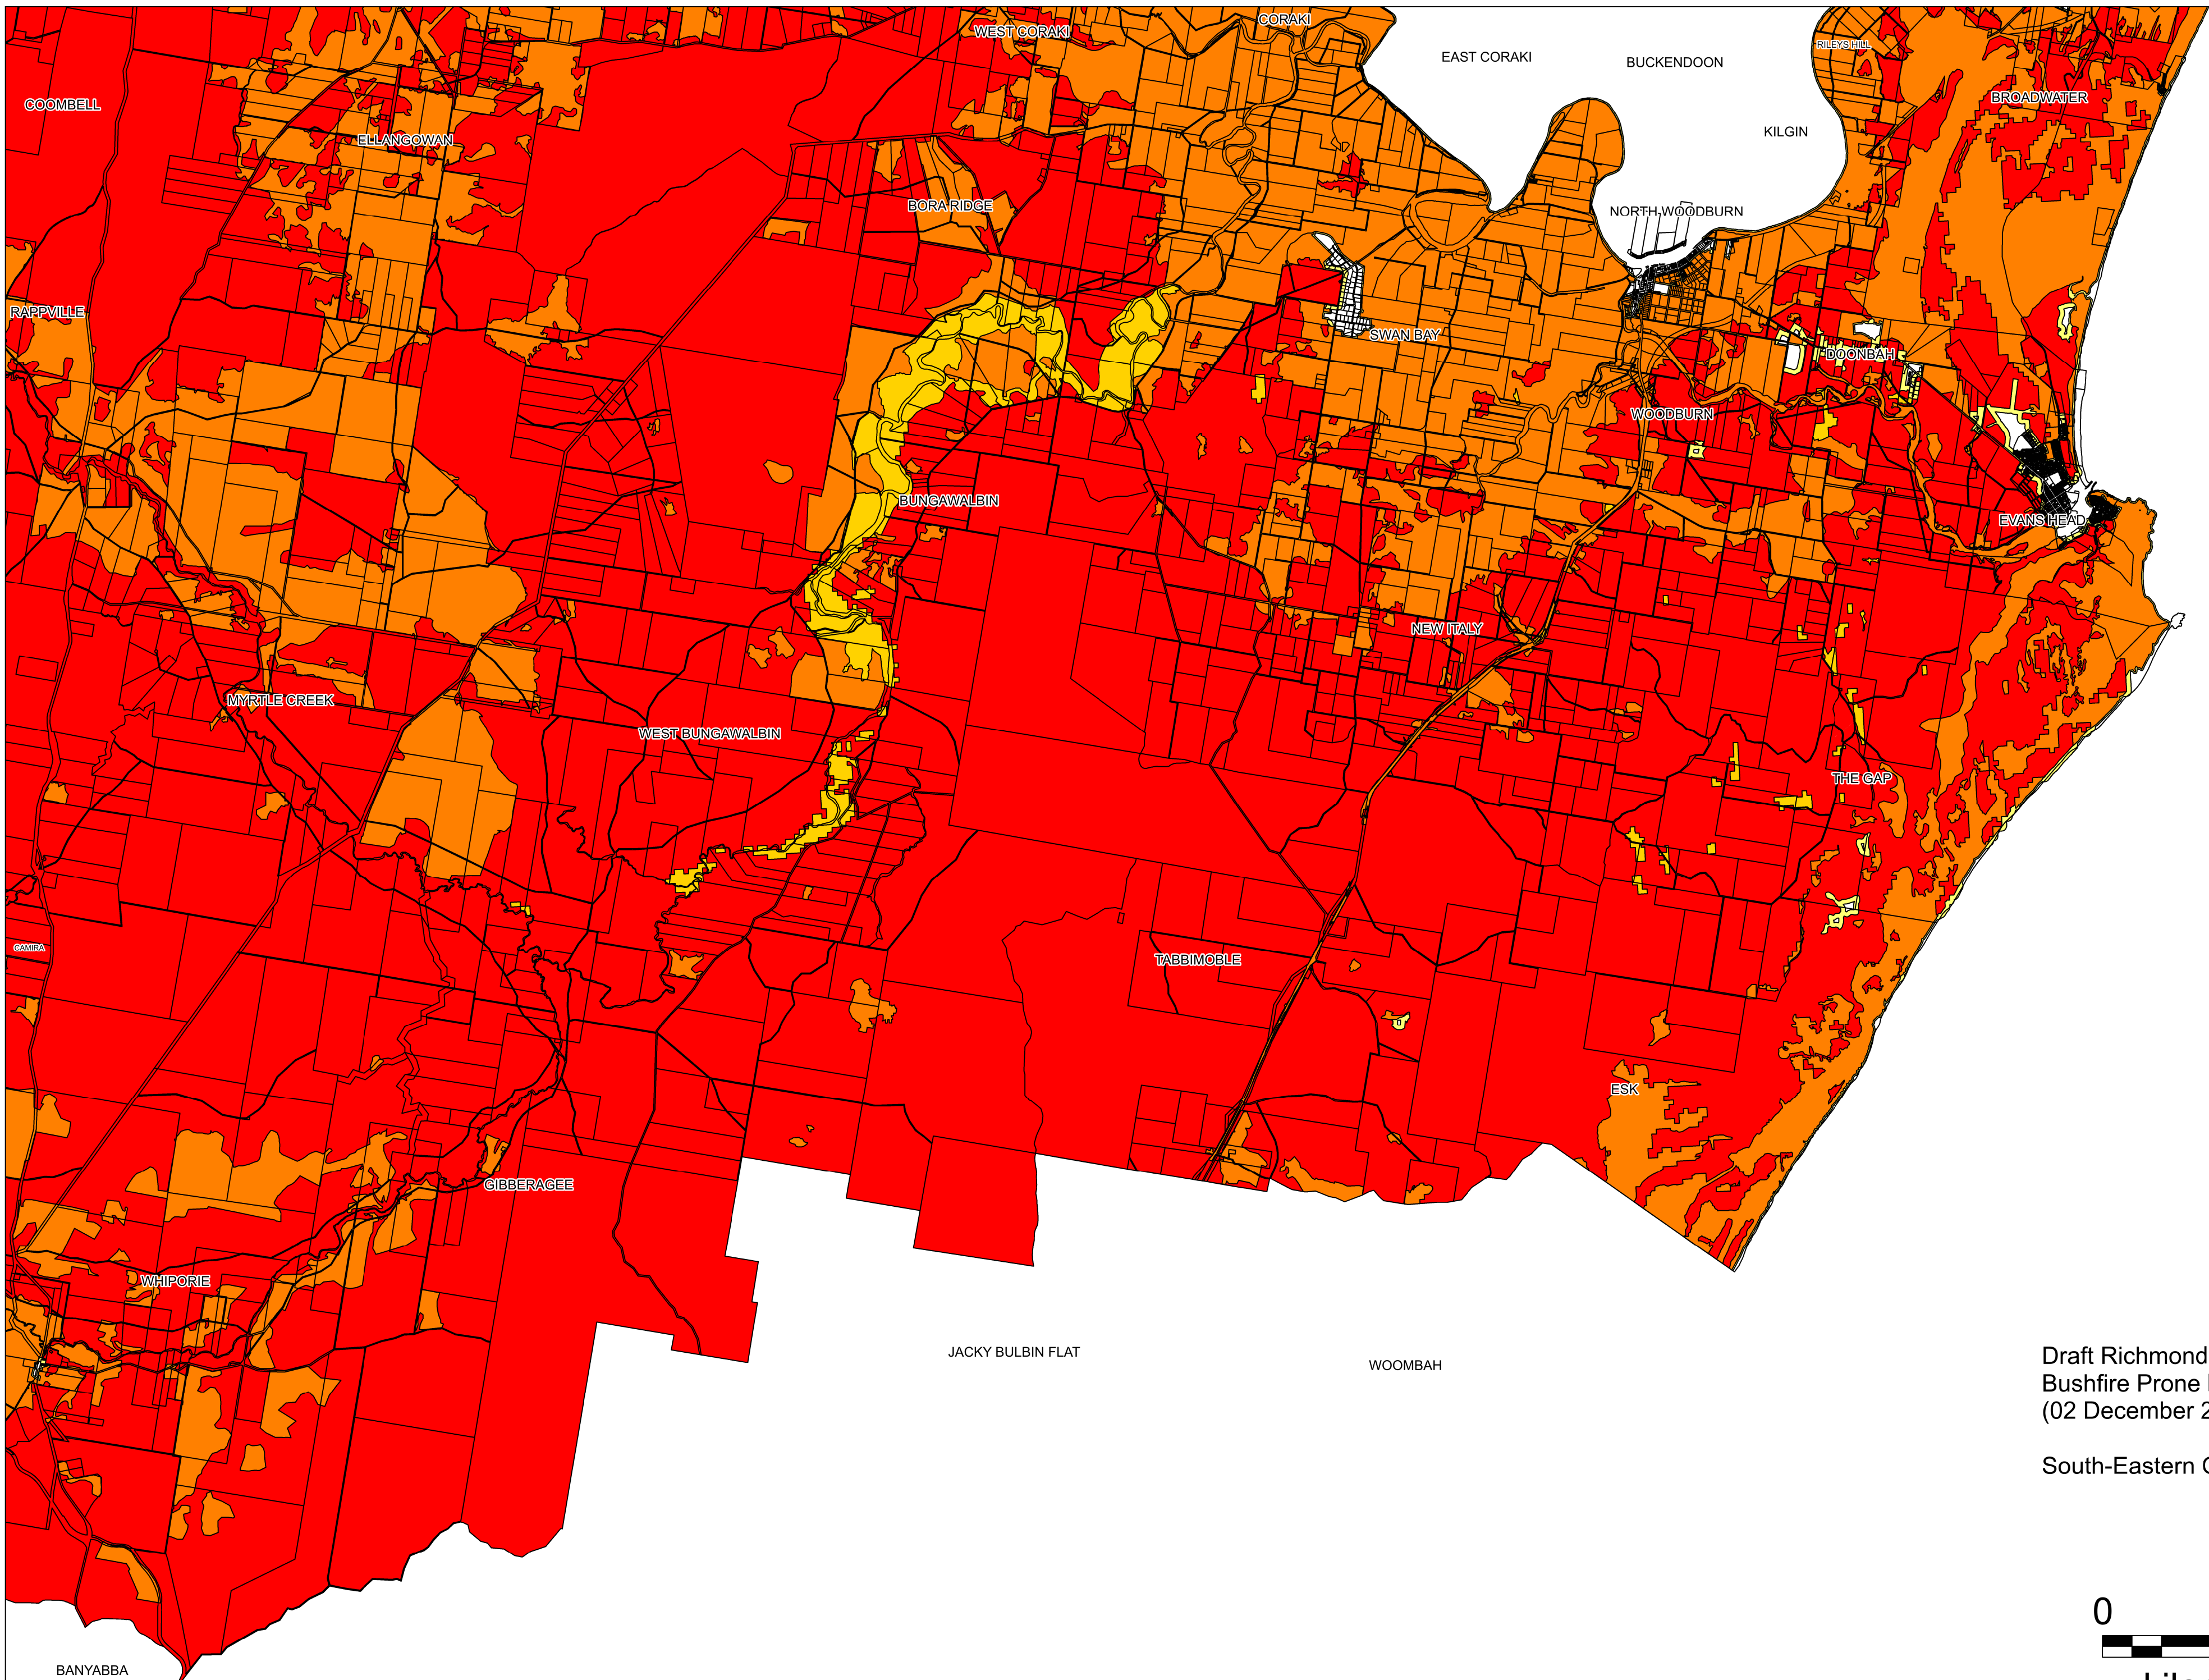 CORAKI
WEST CORAKI
RILEYS HILL
EAST CORAKI
BUCKENDOON
COOMBELL
BROADWATER
KILGIN
ELLANGOWAN
BORA RIDGE
NORTH WOODBURN
RAPPVILLE
SWAN BAY
DOONBAH
WOODBURN
BUNGAWALBIN
EVANS HEAD
NEW ITALY
MYRTLE CREEK
WEST BUNGAWALBIN
THE GAP
CAMIRA
TABBIMOBLE
ESK
GIBBERAGEE
WHIPORIE
JACKY BULBIN FLAT
WOOMBAH
Draft Richmond
Bushfire Prone
(02 December 2
South-Eastern
0
BANYABBA